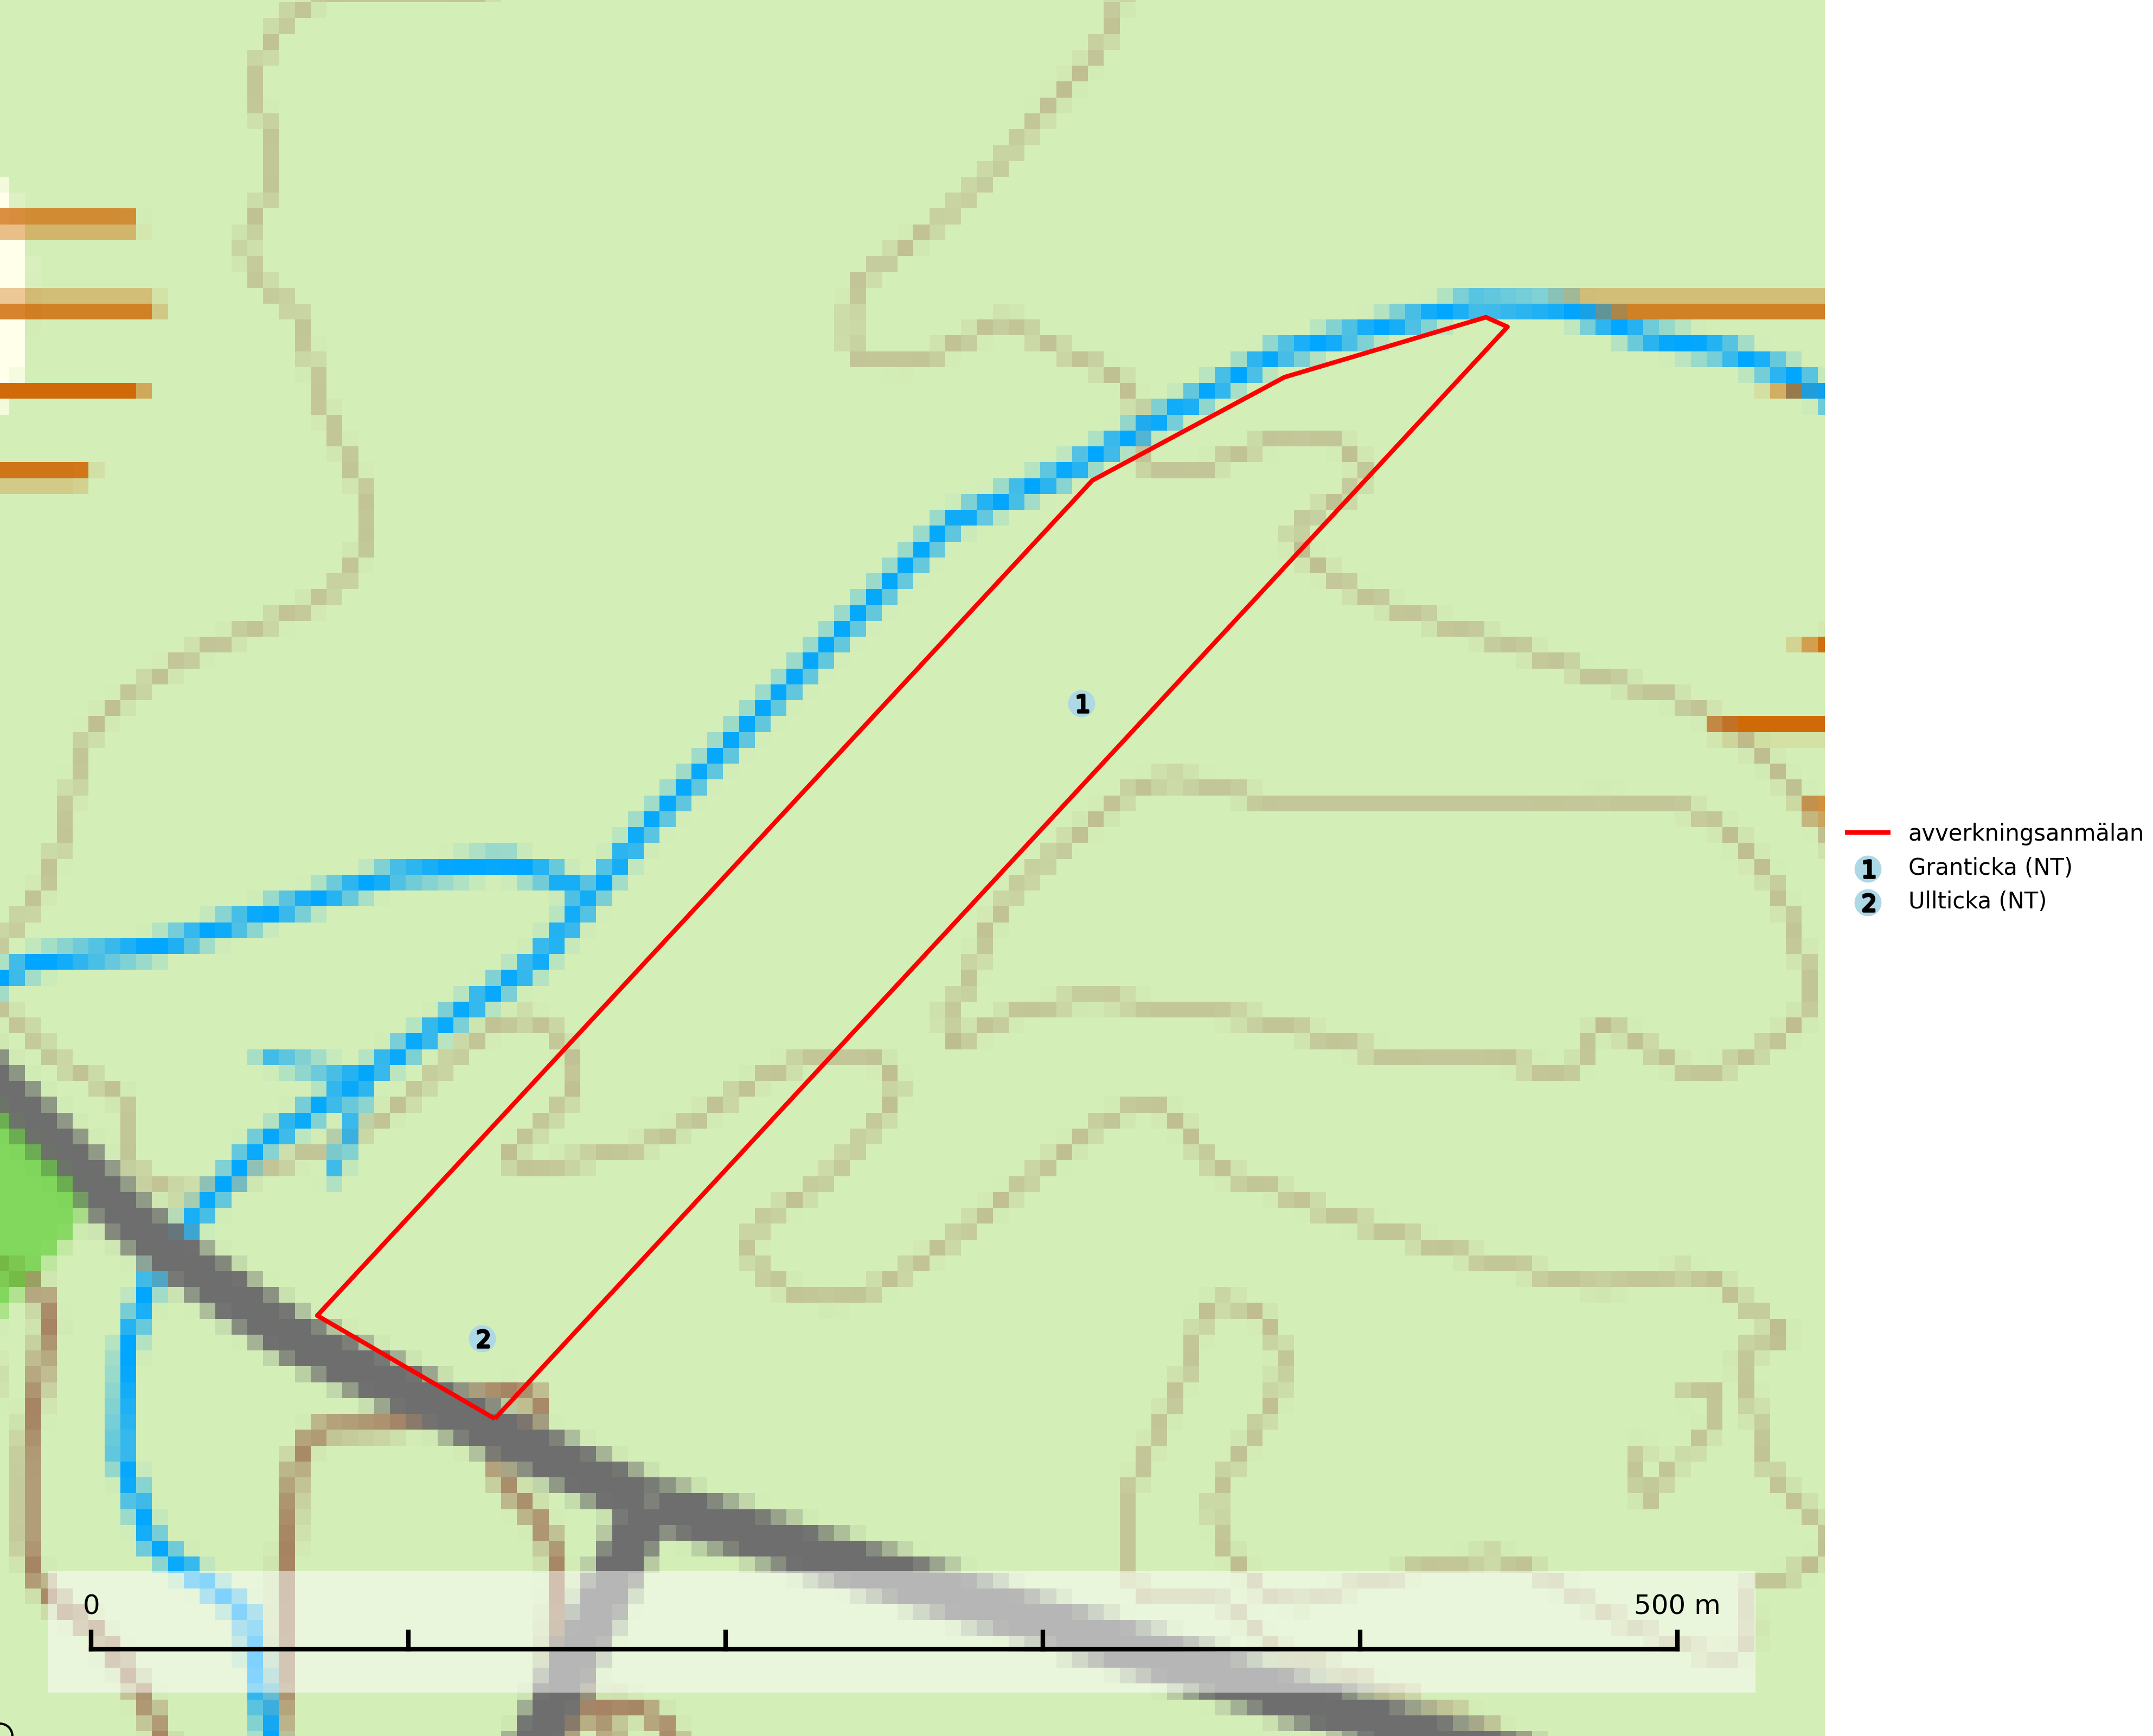 1
2
0
500 m
avverkningsanmälan
1 Granticka (NT)
2 Ullticka (NT)